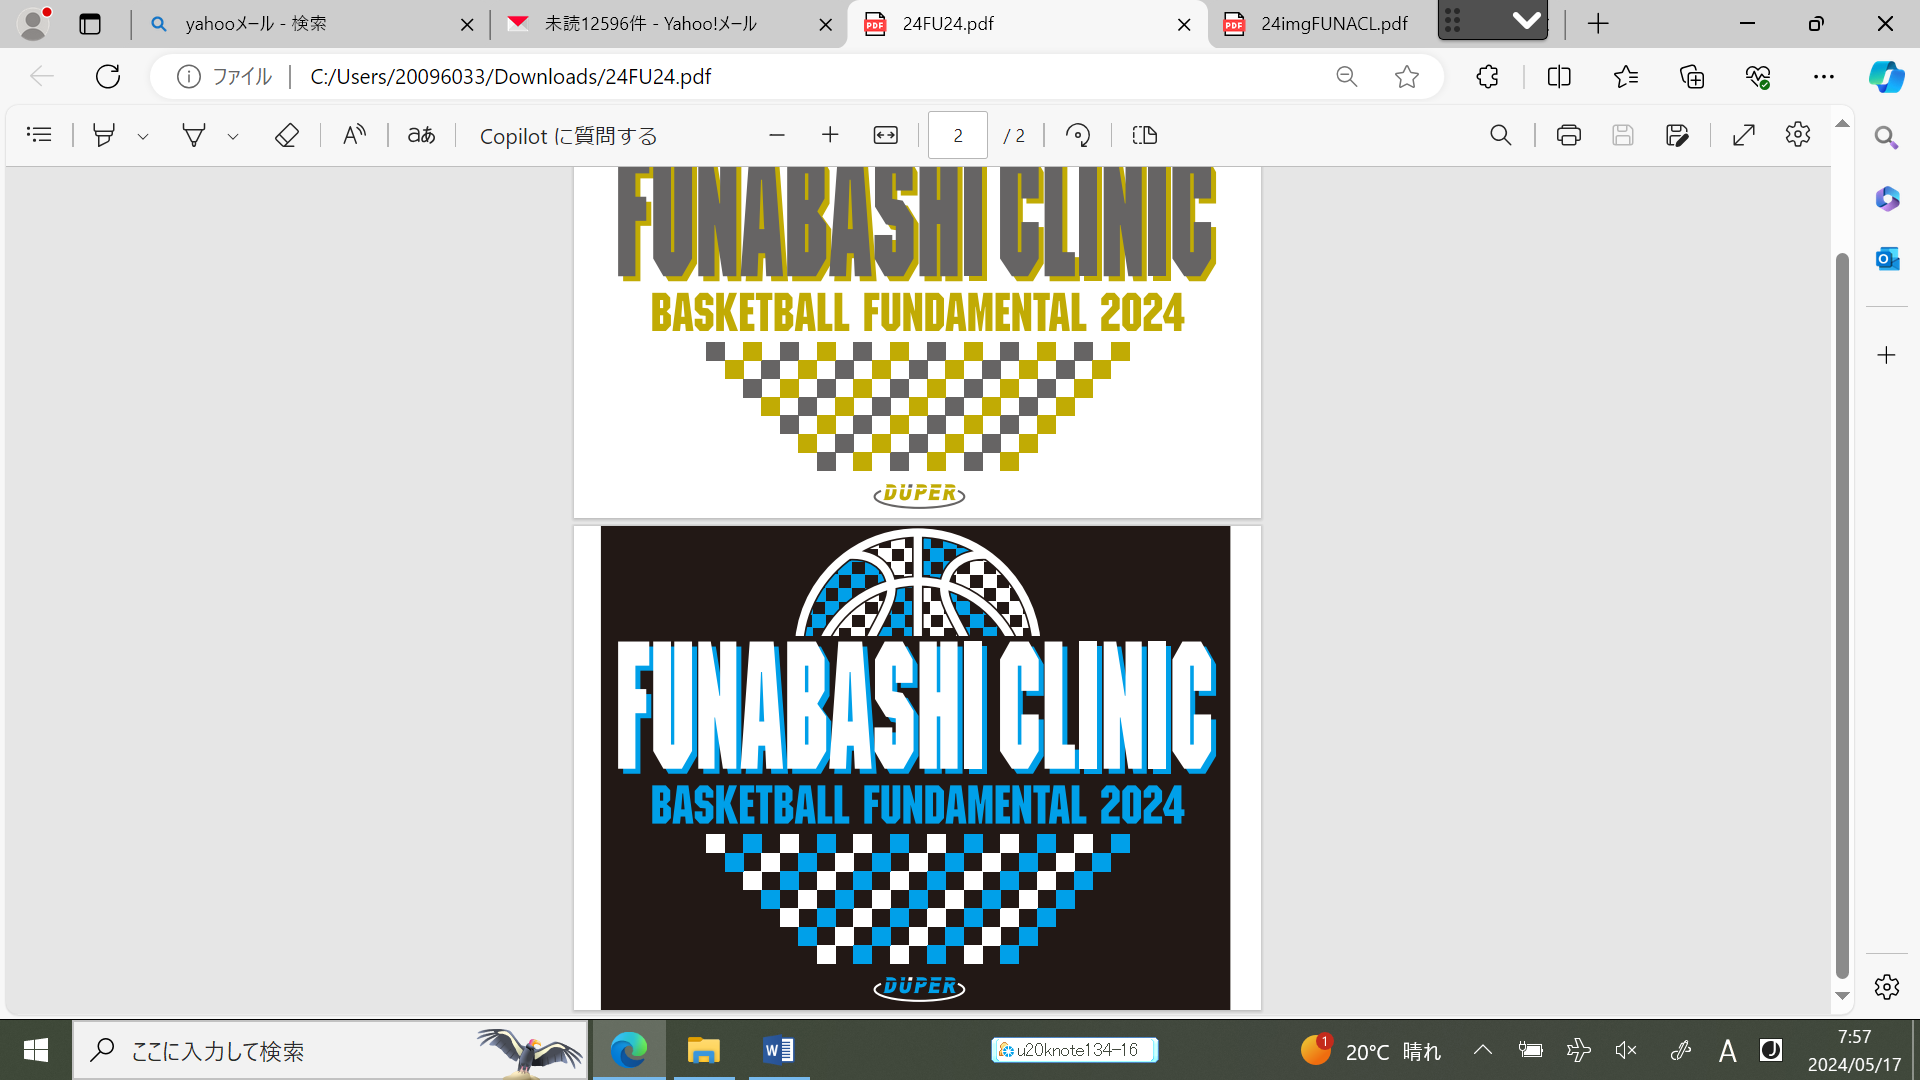 yahooメール - 検索
未読12596件 - Yahoo!メール
24FU24.pdf
24imgFUNACL.pdf
ファイル
C:/Users/20096033/Downloads/24FU24.pdf
aあ
Copilot に質問する
2
/ 2
FUNABASHI CLINIC
BASKETBALL FUNDAMENTAL 2024
DUPER
FUNABASHI CLINIC
BASKETBALL FUNDAMENTAL 2024
DUPER
ここに入力して検索
u20knote134-16
1
20°C 晴れ
A
7:57
2024/05/17